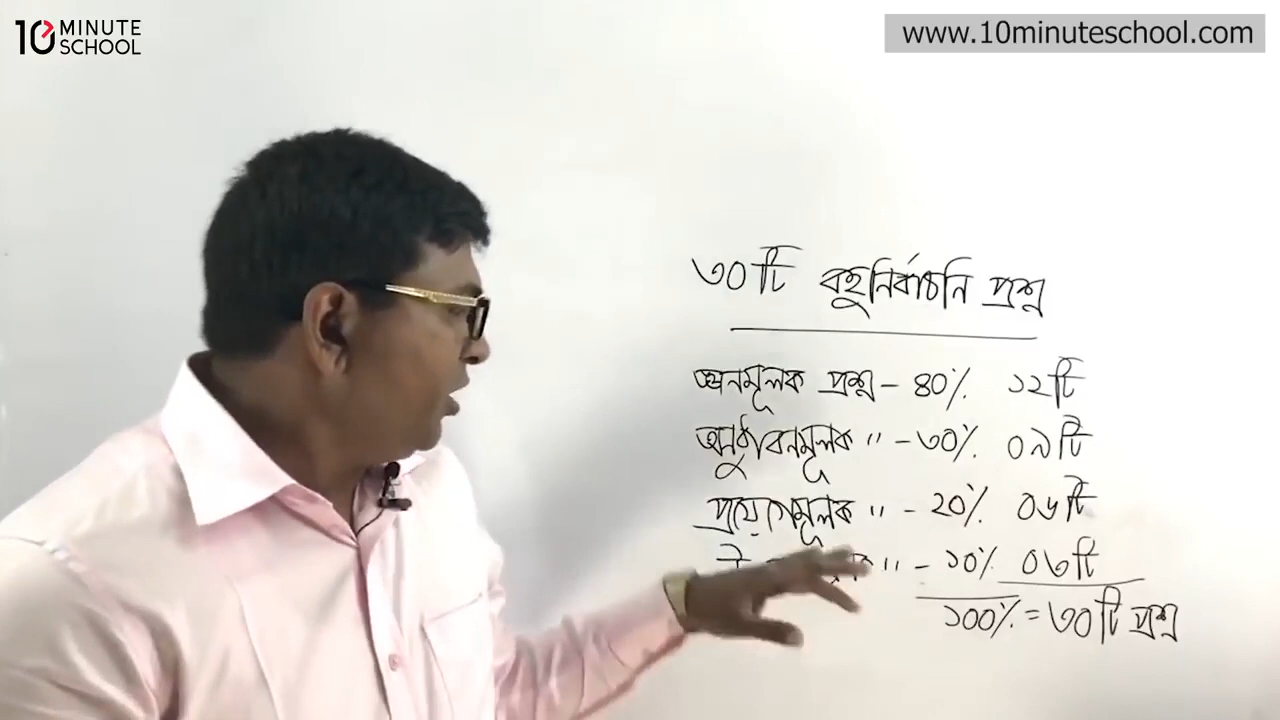 10 MINUTE SCHOOL
www.10minuteschool.com
৩০টি বহুনির্বাচনি প্রশ্ন
জ্ঞানমূলক প্রশ্ন - ৪০% ১২টি
অনুধাবনমূলক " - ৩০% ০৯টি
প্রয়োগমূলক " - ২০% ০৬টি
" - ১০% ০৩টি
১০০% = ৩০টি প্রশ্ন